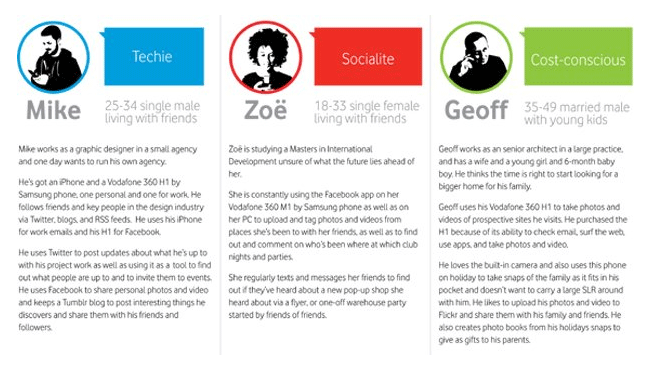 Techie
Mike
25-34 single male
living with friends
Mike works as a graphic designer in a small agency
and one day wants to run his own agency.
He's got an iPhone and a Vodafone 360 H1 by
Samsung phone, one personal and one for work. He
follows friends and key people in the design industry
via Twitter, blogs, and RSS feeds. He uses his iPhone
for work emails and his H1 for Facebook.
He uses Twitter to post updates about what he's up to
with his project work as well as using it as a tool to find
out what people are up to and to invite them to events.
He uses Facebook to share personal photos and video
and keeps a Tumblr blog to post interesting things he
discovers and share them with his friends and
followers.
Socialite
Zoë
18-33 single female
living with friends
Zoë is studying a Masters in International
Development unsure of what the future lies ahead of
her.
She is constantly using the Facebook app on her
Vodafone 360 M1 by Samsung phone as well as on
her PC to upload and tag photos and videos from
places she's been to with her friends, as well as to find
out and comment on who's been where at which club
nights and parties.
She regularly texts and messages her friends to find
out if they've heard about a new pop-up shop she
heard about via a flyer, or one-off warehouse party
started by friends of friends.
Cost-conscious
Geoff
35-49 married male
with young kids
Geoff works as an senior architect in a large practice,
and has a wife and a young girl and 6-month baby
boy. He thinks the time is right to start looking for a
bigger home for his family.
Geoff uses his Vodafone 360 H1 to take photos and
videos of prospective sites he visits. He purchased the
H1 because of its ability to check email, surf the web,
use apps, and take photos and video.
He loves the built-in camera and also uses this phone
on holiday to take snaps of the family as it fits in his
pocket and doesn't want to carry a large SLR around
with him. He likes to upload his photos and video to
Flickr and share them with his family and friends. He
also creates photo books from his holidays snaps to
give as gifts to his parents.